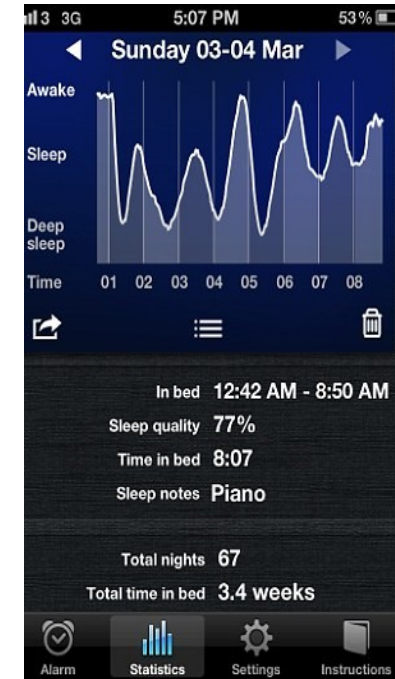 3 3G 5:07 PM 53%
Sunday 03-04 Mar
Awake
Sleep
Deep
sleep
Time 01 02 03 04 05 06 07 08
In bed 12:42 AM - 8:50 AM
Sleep quality 77%
Time in bed 8:07
Sleep notes Piano
Total nights 67
Total time in bed 3.4 weeks
Alarm Statistics Settings Instructions